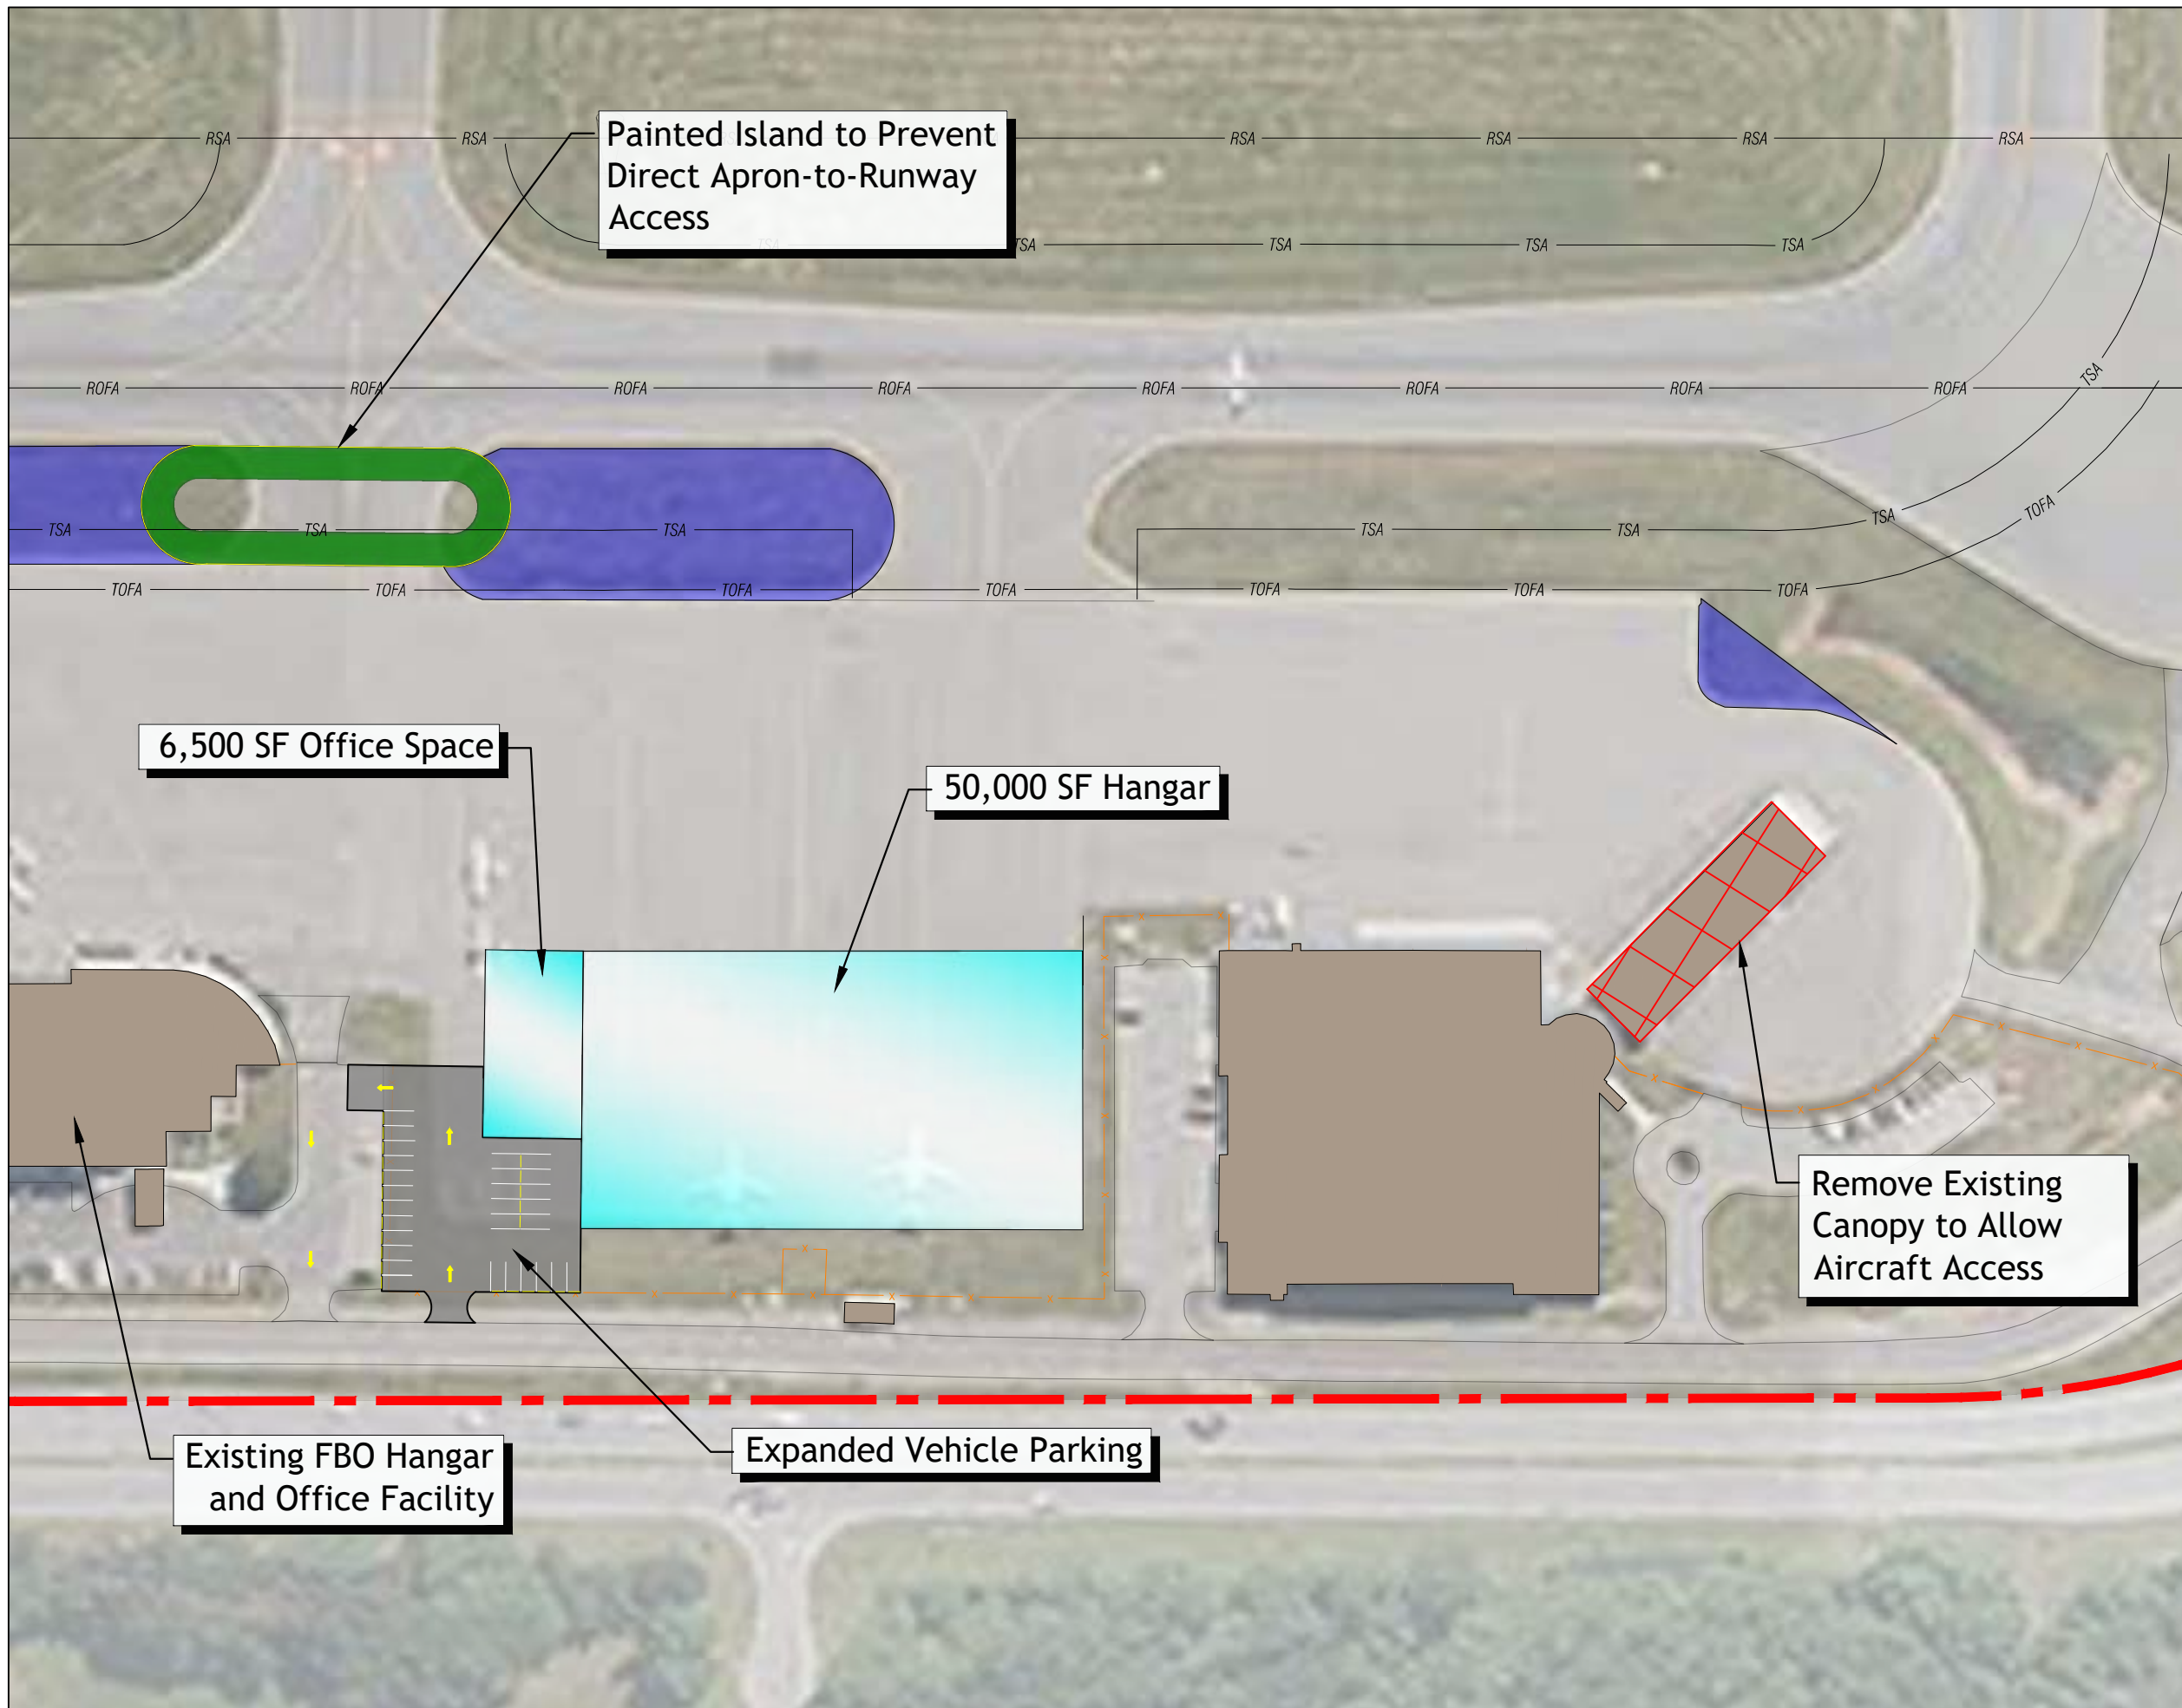 RSA RSA RSA RSA RSA RSA
Painted Island to Prevent
Direct Apron-to-Runway
Access
TSA TSA TSA TSA TSA
ROFA ROFA ROFA ROFA ROFA ROFA ROFA ROFA
TSA
TSA TSA TSA TSA TSA TSA
TOFA
TOFA TOFA TOFA TOFA TOFA TOFA TOFA
6,500 SF Office Space
50,000 SF Hangar
Remove Existing
Canopy to Allow
Aircraft Access
Existing FBO Hangar
and Office Facility
Expanded Vehicle Parking